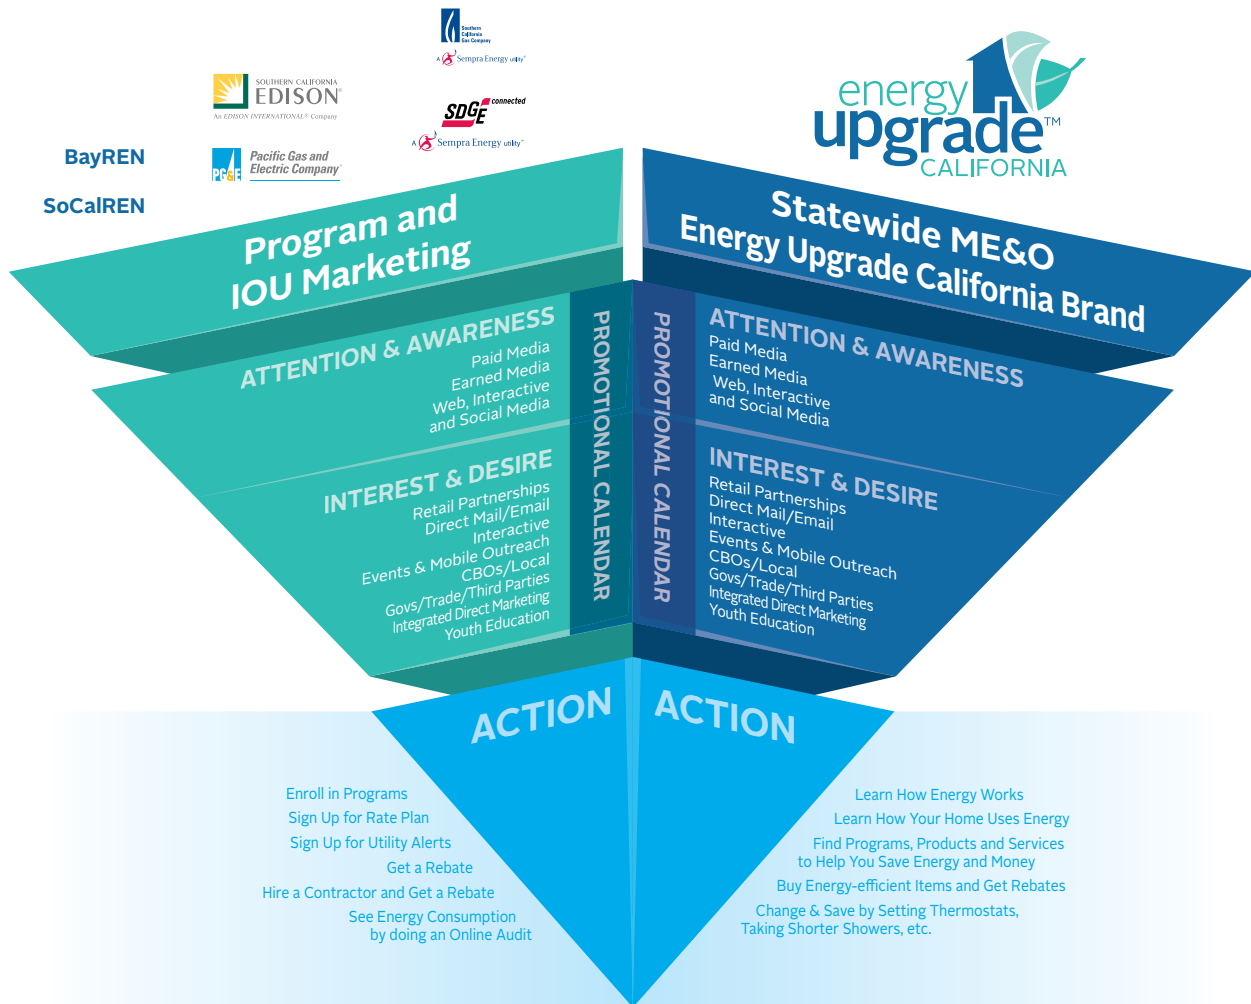 Southern
California
Gas Company
A Sempra Energy utility®
SOUTHERN CALIFORNIA
EDISON®
An EDISON INTERNATIONAL® Company
SDGE connected
A Sempra Energy utility®
BayREN
PG&E
Pacific Gas and
Electric Company®
SoCalREN
energy
upgrade™
CALIFORNIA
Program and
IOU Marketing
Statewide ME&O
Energy Upgrade California Brand
ATTENTION & AWARENESS
Paid Media
Earned Media
Web, Interactive
and Social Media
INTEREST & DESIRE
Retail Partnerships
Direct Mail/Email
Interactive
Events & Mobile Outreach
CBOs/Local
Govs/Trade/Third Parties
Integrated Direct Marketing
Youth Education
PROMOTIONAL CALENDAR
PROMOTIONAL CALENDAR
ATTENTION & AWARENESS
Paid Media
Earned Media
Web, Interactive
and Social Media
INTEREST & DESIRE
Retail Partnerships
Direct Mail/Email
Interactive
Events & Mobile Outreach
CBOs/Local
Govs/Trade/Third Parties
Integrated Direct Marketing
Youth Education
ACTION
ACTION
Enroll in Programs
Sign Up for Rate Plan
Sign Up for Utility Alerts
Get a Rebate
Hire a Contractor and Get a Rebate
See Energy Consumption
by doing an Online Audit
Learn How Energy Works
Learn How Your Home Uses Energy
Find Programs, Products and Services
to Help You Save Energy and Money
Buy Energy-efficient Items and Get Rebates
Change & Save by Setting Thermostats,
Taking Shorter Showers, etc.